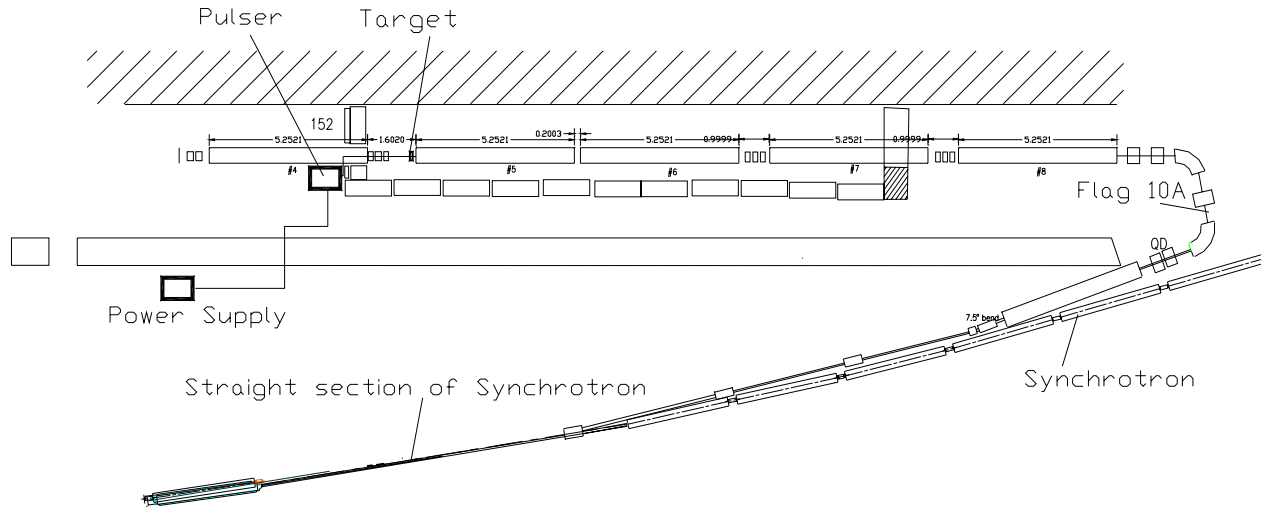 Pulser
Target
152
5.2521
1.6020
5.2521
0.2003
5.2521
0.9999
5.2521
0.9999
5.2521
#4
#5
#6
#7
#8
Flag 10A
QD
Power Supply
7.5° bend
Straight section of Synchrotron
Synchrotron